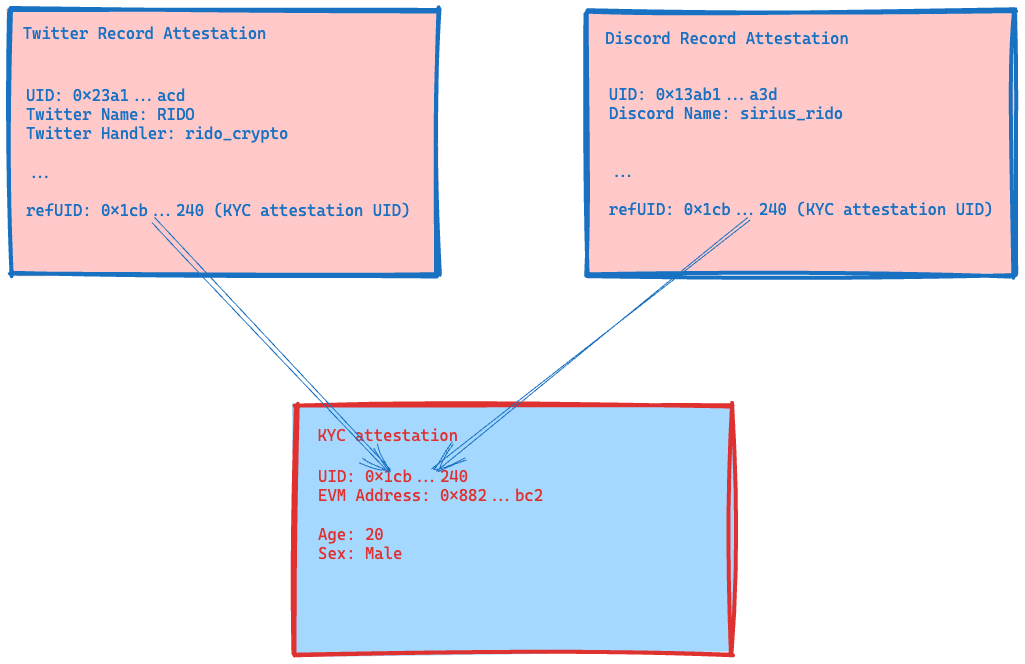 Twitter Record Attestation
UID: 0×23a1...acd
Twitter Name: RIDO
Twitter Handler: rido_crypto
...
refUID: 0×1cb...240 (KYC attestation UID)
Discord Record Attestation
UID: 0×13ab1...a3d
Discord Name: sirius_rido
...
refUID: 0×1cb...240 (KYC attestation UID)
KYC attestation
UID: 0×1cb...240
EVM Address: 0×882...bc2
Age: 20
Sex: Male